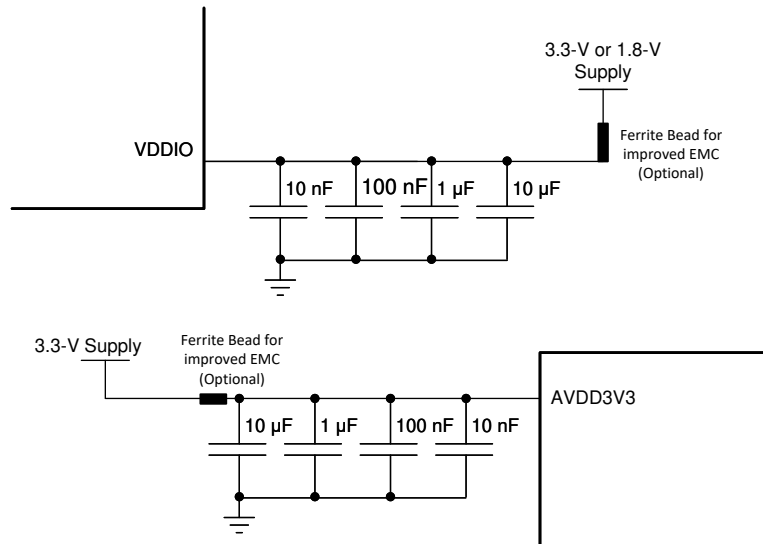 3.3-V or 1.8-V
Supply
Ferrite Bead for
improved EMC
(Optional)
VDDIO
10 nF
100 nF
1 µF
10 µF
3.3-V Supply
Ferrite Bead for
improved EMC
(Optional)
AVDD3V3
10 µF
1 µF
100 nF
10 nF